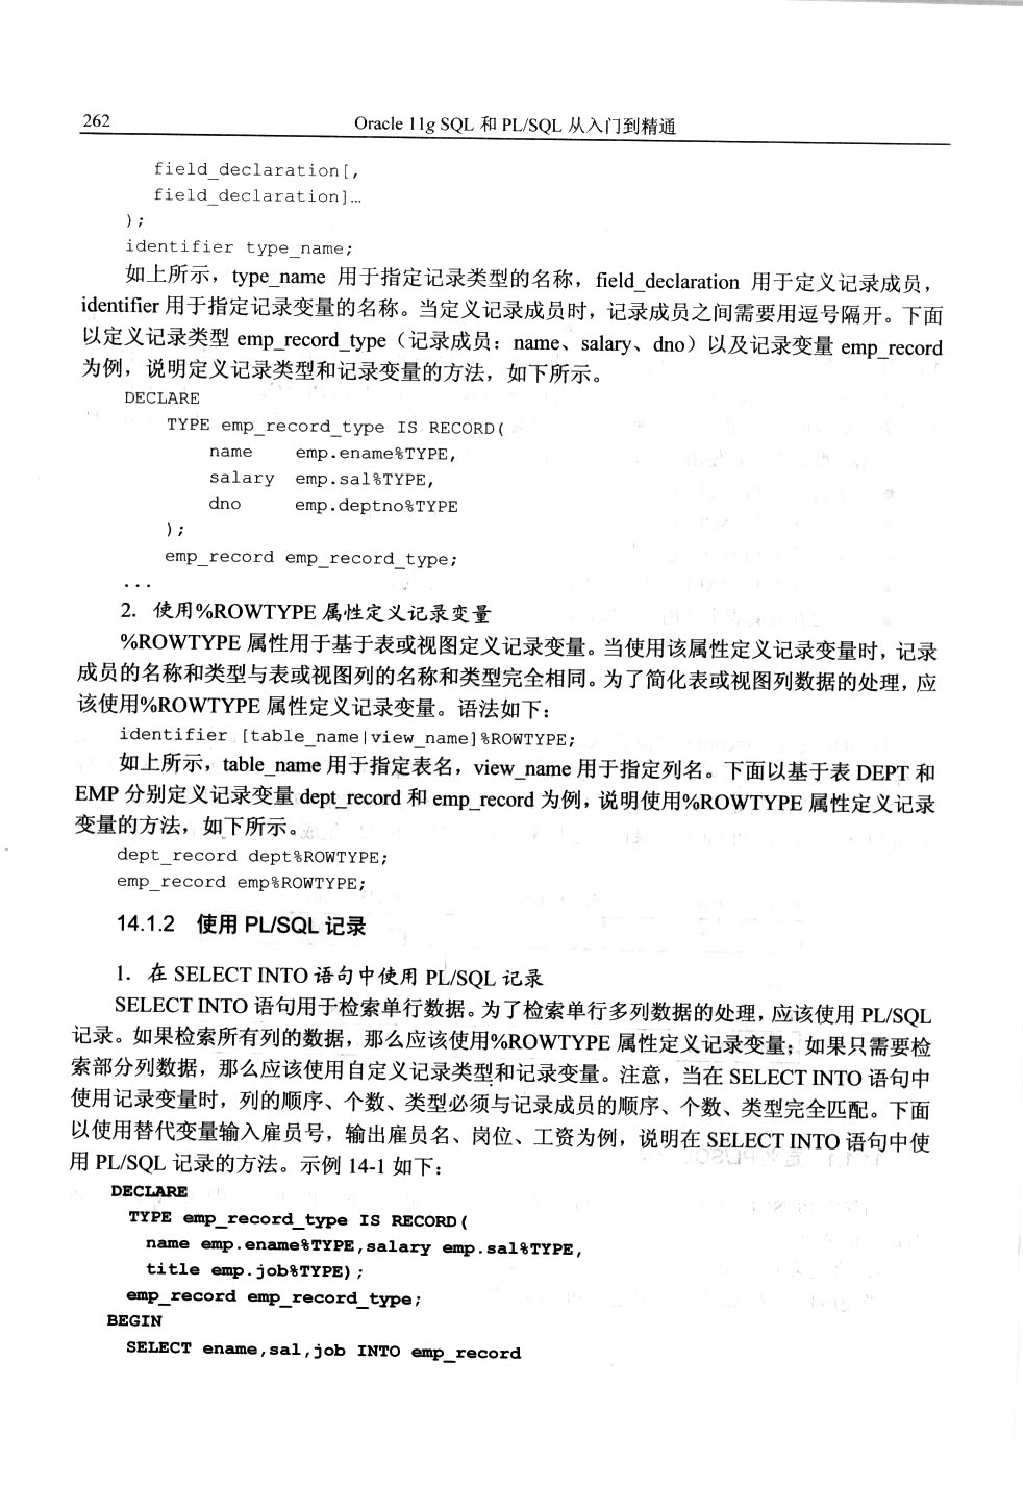 262
Oracle 11g SQL 和 PL/SQL 从入门到精通
field_declaration[,
field_declaration]…
);
identifier type_name;
如上所示，type_name 用于指定记录类型的名称，field_declaration 用于定义记录成员，
identifier 用于指定记录变量的名称。当定义记录成员时，记录成员之间需要用逗号隔开。下面
以定义记录类型 emp_record_type（记录成员：name、salary、dno）以及记录变量 emp_record
为例，说明定义记录类型和记录变量的方法，如下所示。
DECLARE
TYPE emp_record_type IS RECORD(
name emp.ename%TYPE,
salary emp.sal%TYPE,
dno emp.deptno%TYPE
);
emp_record emp_record_type;
...
2. 使用%ROWTYPE 属性定义记录变量
%ROWTYPE 属性用于基于表或视图定义记录变量。当使用该属性定义记录变量时，记录
成员的名称和类型与表或视图列的名称和类型完全相同。为了简化表或视图列数据的处理，应
该使用%ROWTYPE 属性定义记录变量。语法如下：
identifier [table_name|view_name]%ROWTYPE;
如上所示，table_name 用于指定表名，view_name 用于指定列名。下面以基于表 DEPT 和
EMP 分别定义记录变量 dept_record 和 emp_record 为例，说明使用%ROWTYPE 属性定义记录
变量的方法，如下所示。
dept_record dept%ROWTYPE;
emp_record emp%ROWTYPE;
14.1.2 使用 PL/SQL 记录
1. 在 SELECT INTO 语句中使用 PL/SQL 记录
SELECT INTO 语句用于检索单行数据。为了检索单行多列数据的处理，应该使用 PL/SQL
记录。如果检索所有列的数据，那么应该使用%ROWTYPE 属性定义记录变量；如果只需要检
索部分列数据，那么应该使用自定义记录类型和记录变量。注意，当在 SELECT INTO 语句中
使用记录变量时，列的顺序、个数、类型必须与记录成员的顺序、个数、类型完全匹配。下面
以使用替代变量输入雇员号，输出雇员名、岗位、工资为例，说明在 SELECT INTO 语句中使
用 PL/SQL 记录的方法。示例 14-1 如下：
DECLARE
TYPE emp_record_type IS RECORD(
name emp.ename%TYPE,salary emp.sal%TYPE,
title emp.job%TYPE);
emp_record emp_record_type;
BEGIN
SELECT ename,sal,job INTO emp_record